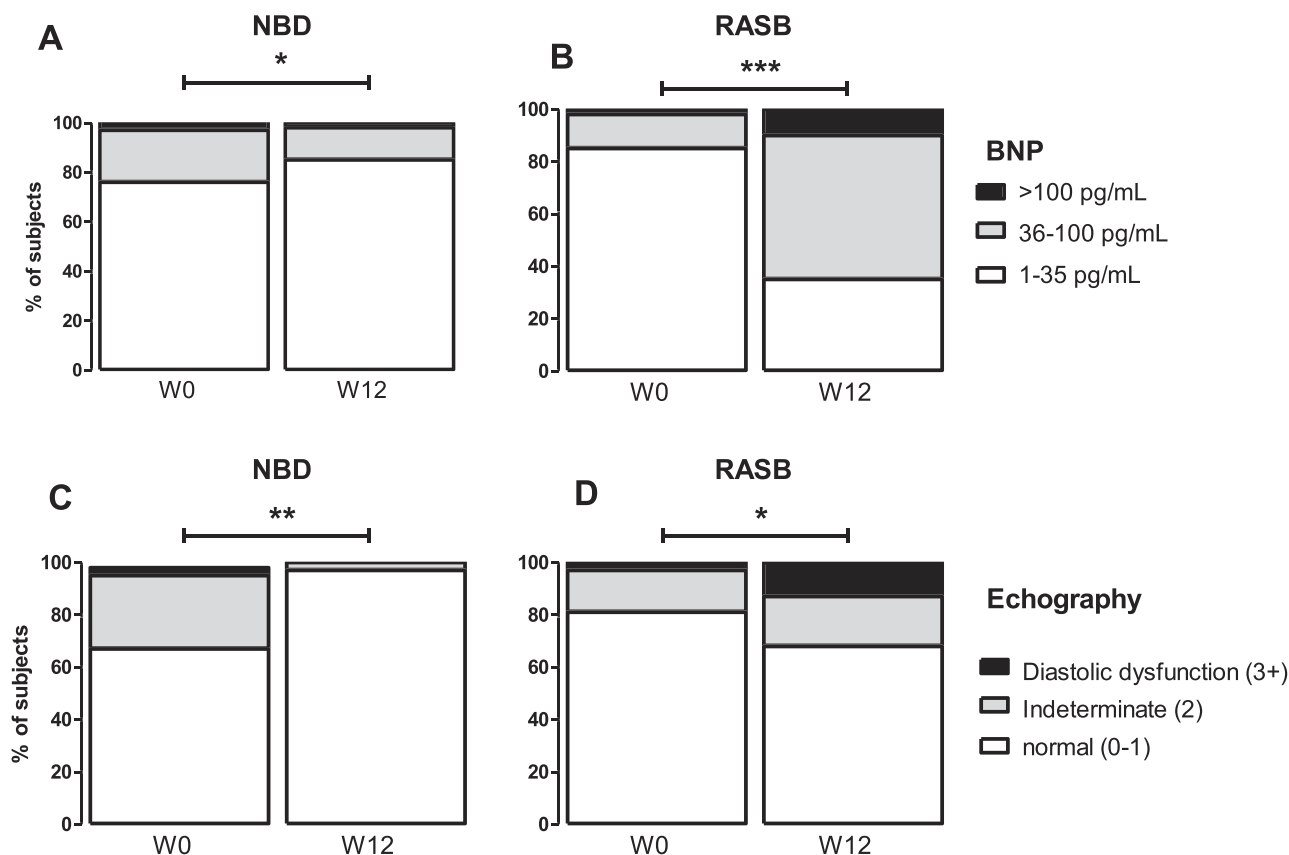 A
NBD
*
% of subjects
100
80
60
40
20
0
W0
W12
B
RASB
***
100
80
60
40
20
0
W0
W12
BNP
>100 pg/mL
36-100 pg/mL
1-35 pg/mL
C
NBD
**
% of subjects
100
80
60
40
20
0
W0
W12
D
RASB
*
100
80
60
40
20
0
W0
W12
Echography
Diastolic dysfunction (3+)
Indeterminate (2)
normal (0-1)